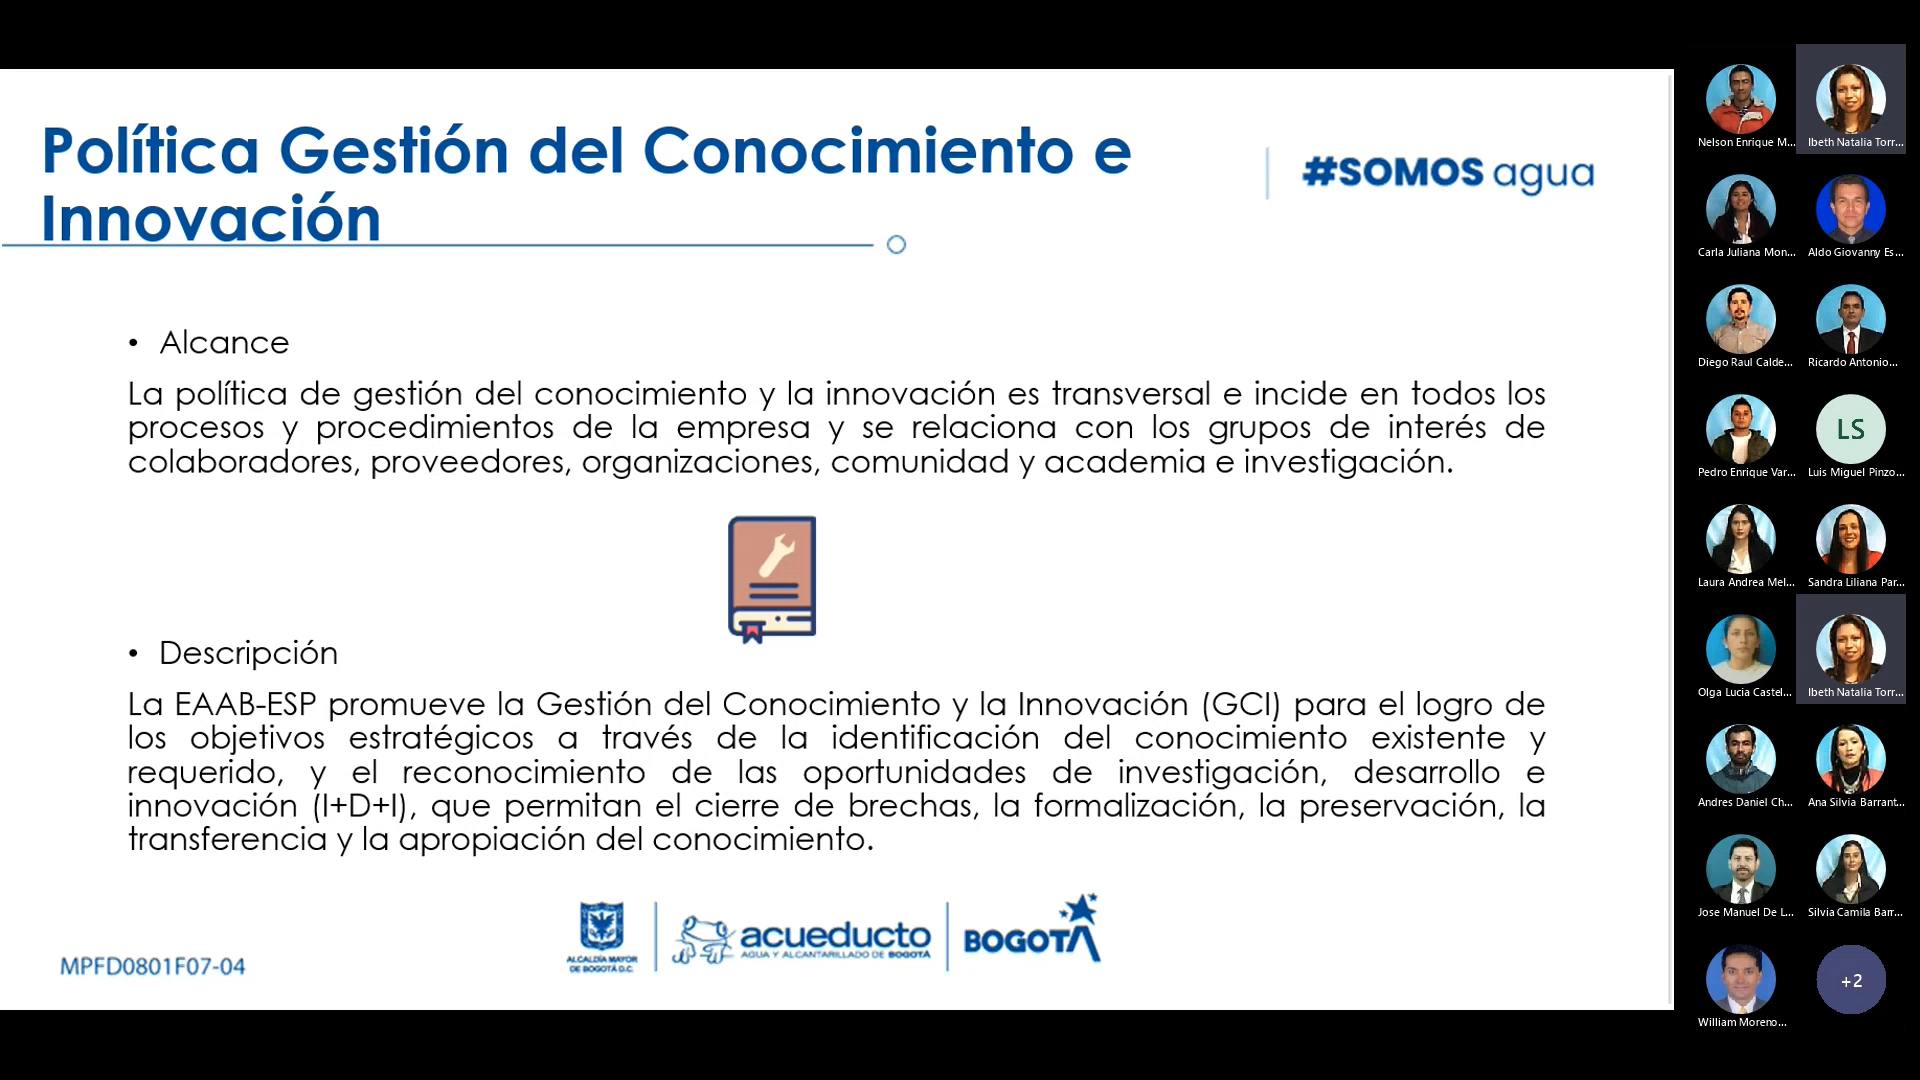 Política Gestión del Conocimiento e
Innovación
#SOMOS agua
• Alcance
La política de gestión del conocimiento y la innovación es transversal e incide en todos los
procesos y procedimientos de la empresa y se relaciona con los grupos de interés de
colaboradores, proveedores, organizaciones, comunidad y academia e investigación.
• Descripción
La EAAB-ESP promueve la Gestión del Conocimiento y la Innovación (GCI) para el logro de
los objetivos estratégicos a través de la identificación del conocimiento existente y
requerido, y el reconocimiento de las oportunidades de investigación, desarrollo e
innovación (I+D+I), que permitan el cierre de brechas, la formalización, la preservación, la
transferencia y la apropiación del conocimiento.
MPFD0801F07-04
ALCALDÍA MAYOR
DE BOGOTÁ D.C.
acueducto
AGUA Y ALCANTARILLADO DE BOGOTÁ
BOGOTÁ
Nelson Enrique M...
Ibeth Natalia Torr...
Carla Juliana Mon...
Aldo Giovanny Es...
Diego Raul Calde...
Ricardo Antonio...
Pedro Enrique Var...
LS
Luis Miguel Pinzo...
Laura Andrea Mel...
Sandra Liliana Par...
Olga Lucia Castel...
Ibeth Natalia Torr...
Andres Daniel Ch...
Ana Silvia Barrant...
Jose Manuel De L...
Silvia Camila Barr...
William Moreno...
+2